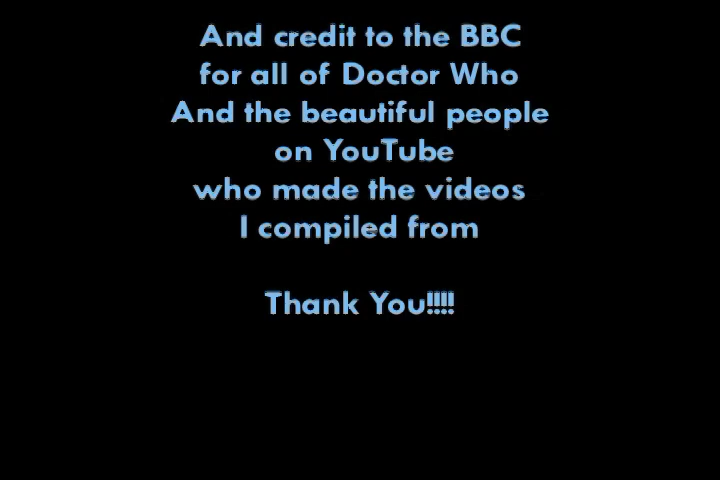 And credit to the BBC
for all of Doctor Who
And the beautiful people
on YouTube
who made the videos
I compiled from
Thank You!!!!